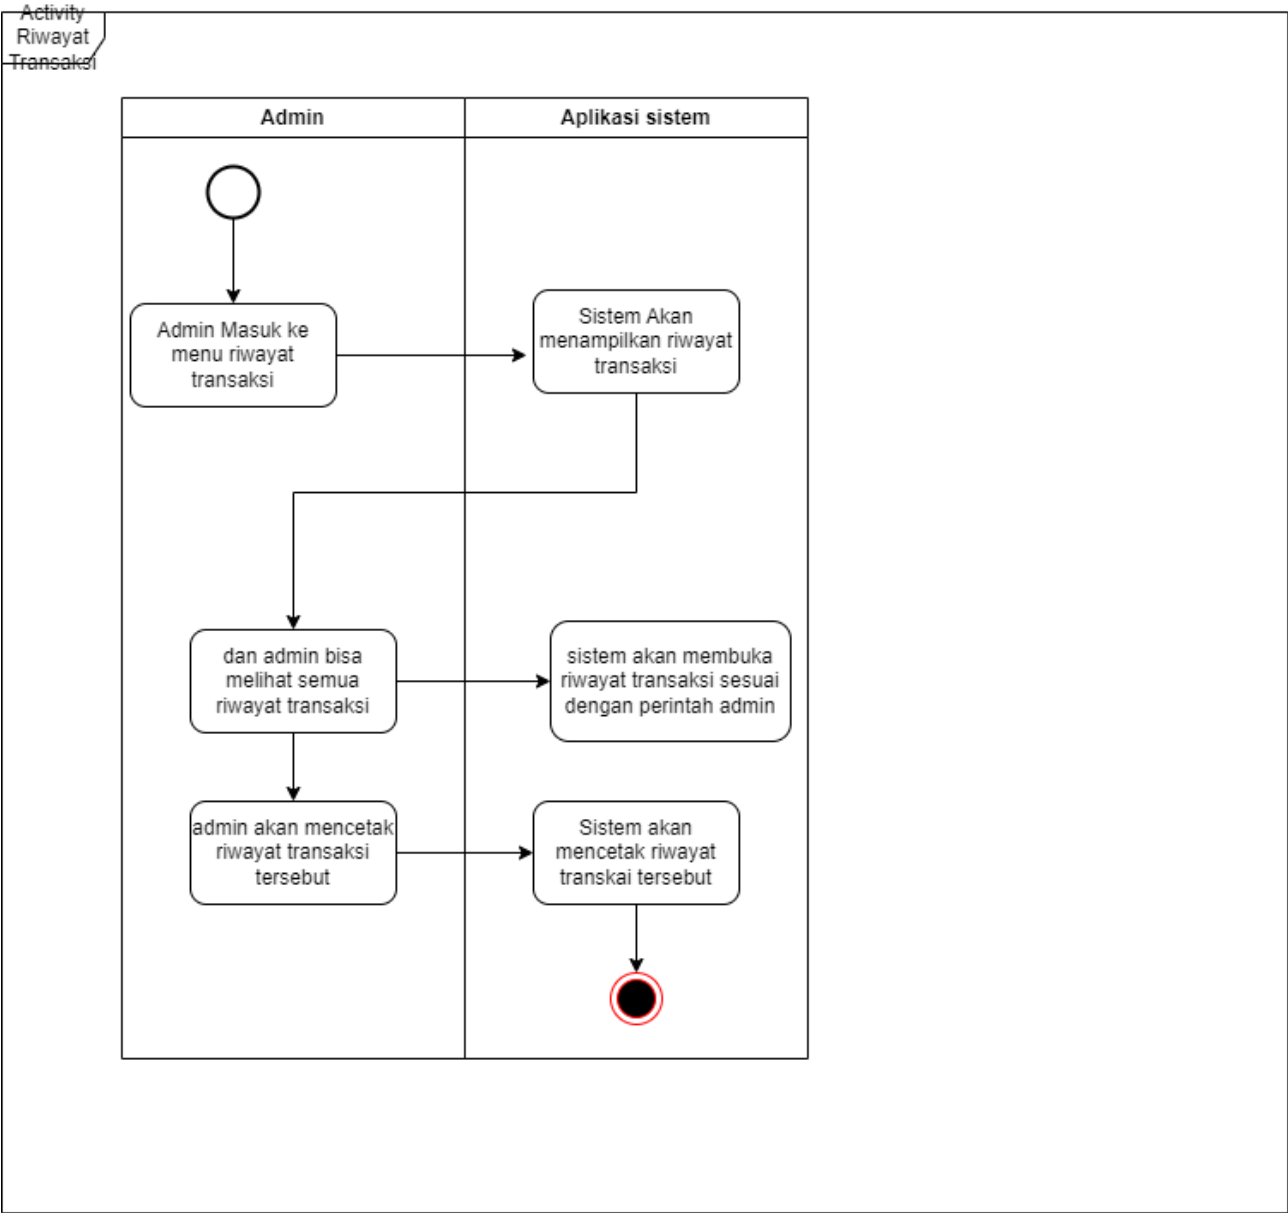 Activity
Riwayat
Transaksi
Admin
Aplikasi sistem
Admin Masuk ke
menu riwayat
transaksi
Sistem Akan
menampilkan riwayat
transaksi
dan admin bisa
melihat semua
riwayat transaksi
sistem akan membuka
riwayat transaksi sesuai
dengan perintah admin
admin akan mencetak
riwayat transaksi
tersebut
Sistem akan
mencetak riwayat
transkai tersebut